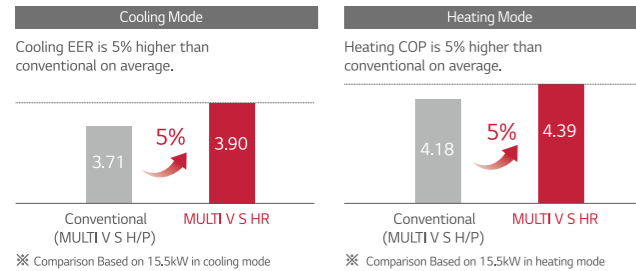 Cooling Mode
Cooling EER is 5% higher than
conventional on average.
5%
3.71
3.90
Conventional
(MULTI V S H/P)
MULTI V S HR
※ Comparison Based on 15.5kW in cooling mode
Heating Mode
Heating COP is 5% higher than
conventional on average.
5%
4.18
4.39
Conventional
(MULTI V S H/P)
MULTI V S HR
※ Comparison Based on 15.5kW in heating mode